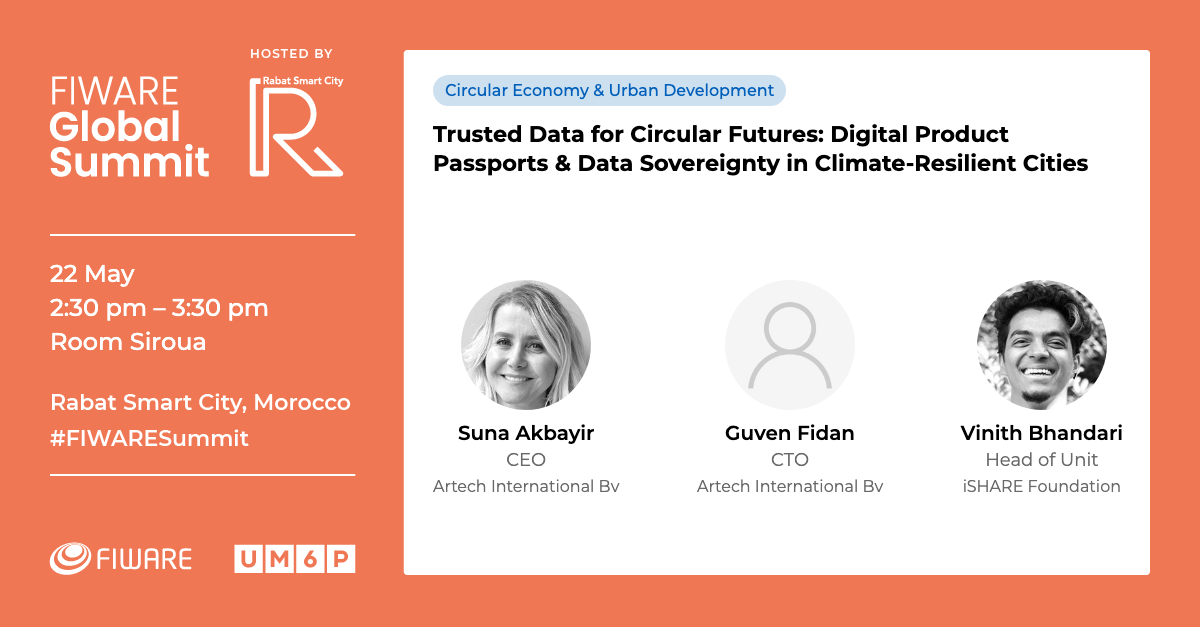 HOSTED BY
FIWARE
Global
Summit
Rabat Smart City
R
22 May
2:30 pm – 3:30 pm
Room Siroua
Rabat Smart City, Morocco
#FIWARESummit
FIWARE
UM6P
Circular Economy & Urban Development
Trusted Data for Circular Futures: Digital Product
Passports & Data Sovereignty in Climate-Resilient Cities
Suna Akbayir
CEO
Artech International Bv
Guven Fidan
CTO
Artech International Bv
Vinith Bhandari
Head of Unit
iSHARE Foundation